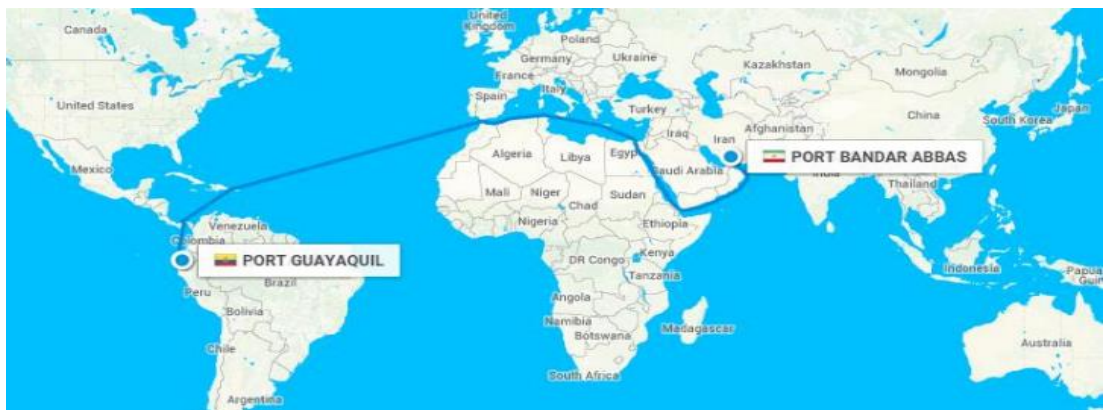 Canada
United Kingdom
Poland
Germany
Ukraine
France
Kazakhstan
Mongolia
Italy
Spain
United States
Turkey
Japan
China
South Korea
Iraq
Iran
Afghanistan
Algeria
Libya
Egypt
PORT BANDAR ABBAS
Mexico
Saudi Arabia
India
Mali
Niger
Sudan
Thailand
Chad
Venezuela
Nigeria
Ethiopia
Colombia
PORT GUAYAQUIL
DR Congo
Kenya
Indonesia
Papua
Tanzania
Brazil
Peru
Angola
Bolivia
Namibia
Madagascar
Botswana
Chile
Australia
South Africa
Argentina